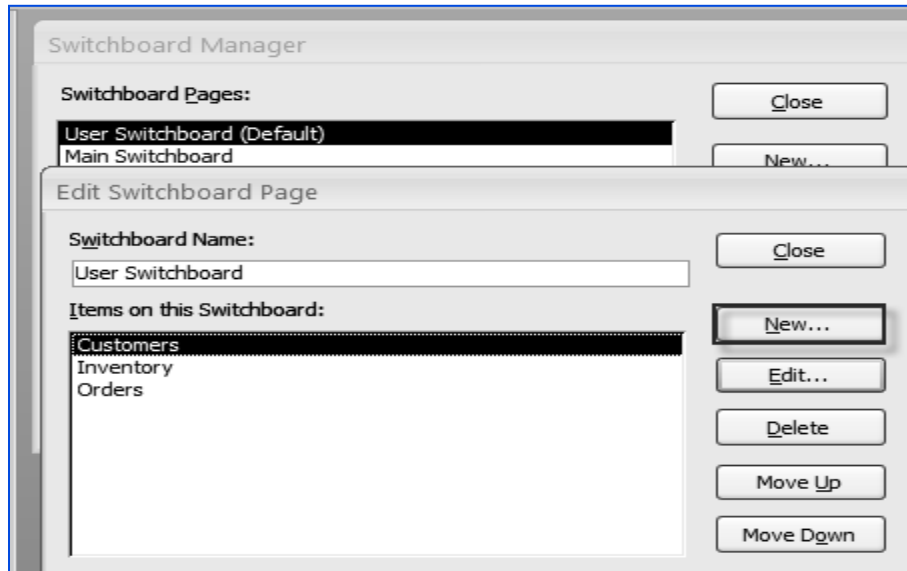 Switchboard Manager
Switchboard Pages:
Close
User Switchboard (Default)
Main Switchboard
New...
Edit Switchboard Page
Switchboard Name:
Close
User Switchboard
Items on this Switchboard:
New...
Customers
Inventory
Edit...
Orders
Delete
Move Up
Move Down